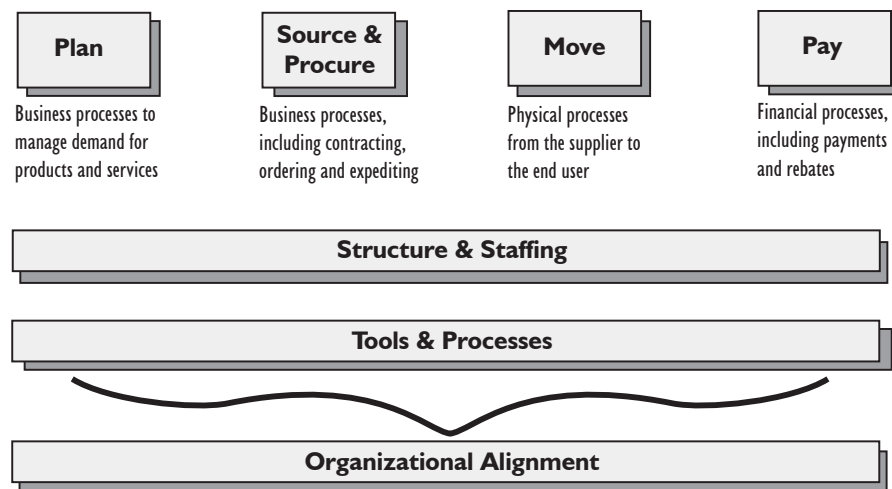 Plan
Source &
Procure
Move
Pay
Business processes to
manage demand for
products and services
Business processes,
including contracting,
ordering and expediting
Physical processes
from the supplier to
the end user
Financial processes,
including payments
and rebates
Structure & Staffing
Tools & Processes
Organizational Alignment